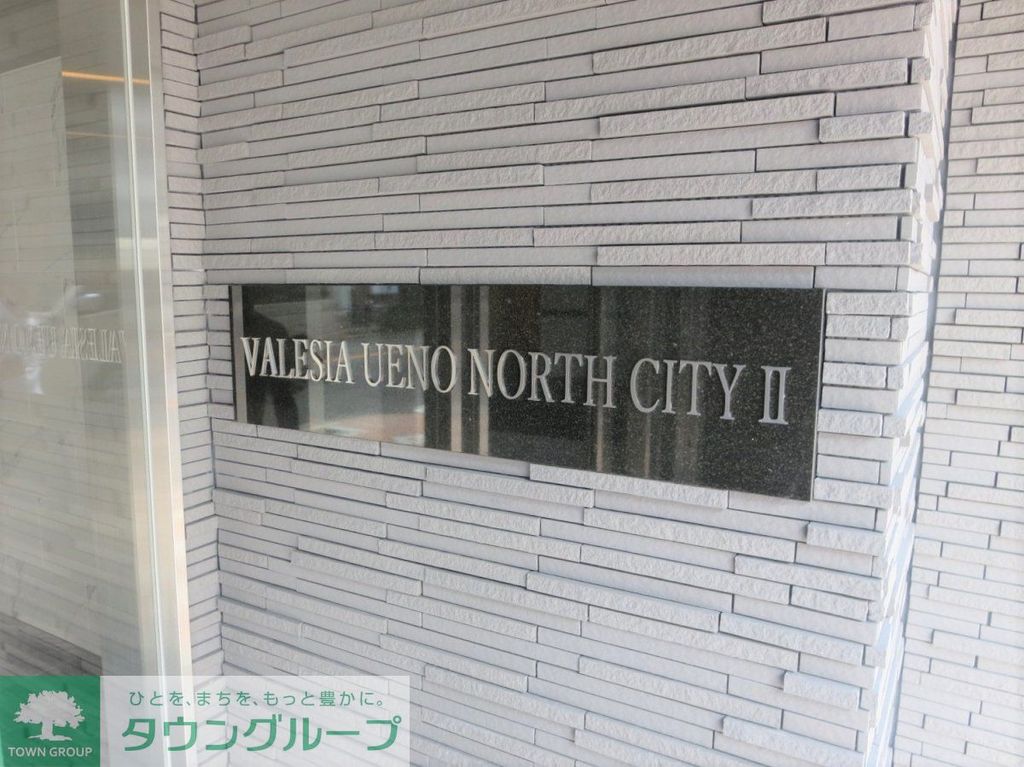 VALESIA UENO NORTH CITY Ⅱ
ひとを、まちを、もっと豊かに。
タウングループ
TOWN GROUP